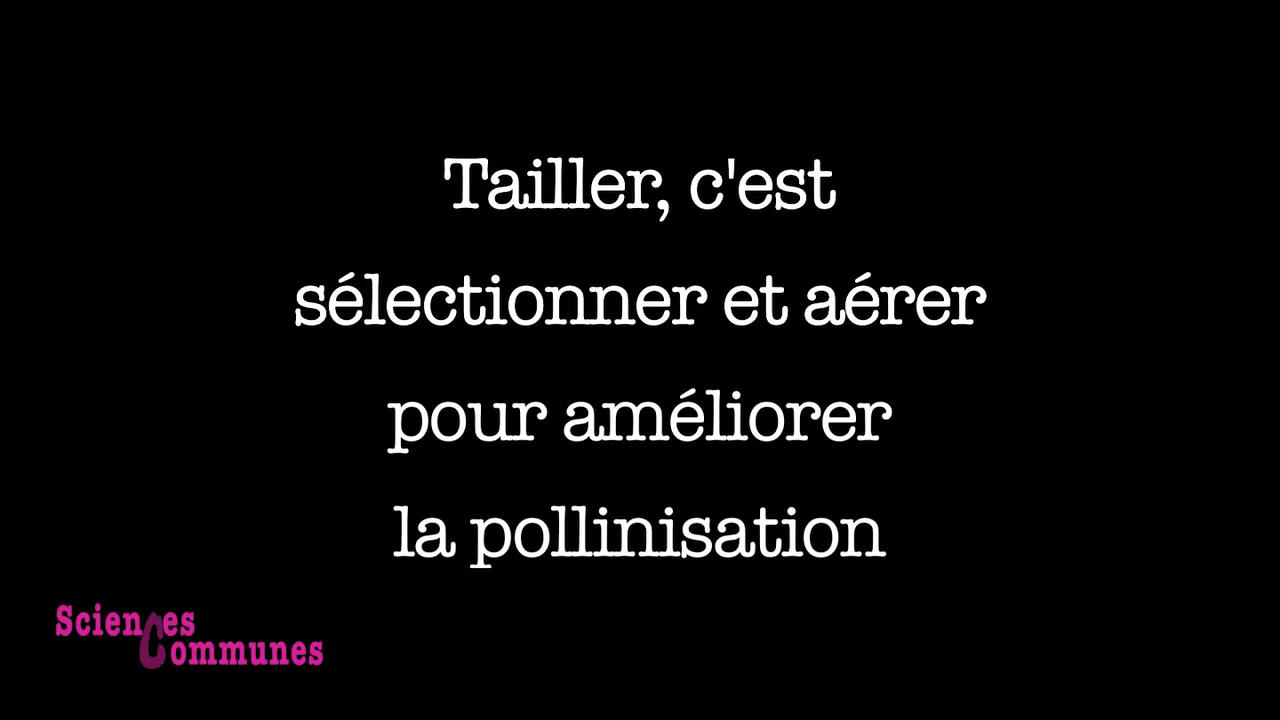 Tailler, c'est
sélectionner et aérer
pour améliorer
la pollinisation
Sciences
Communes